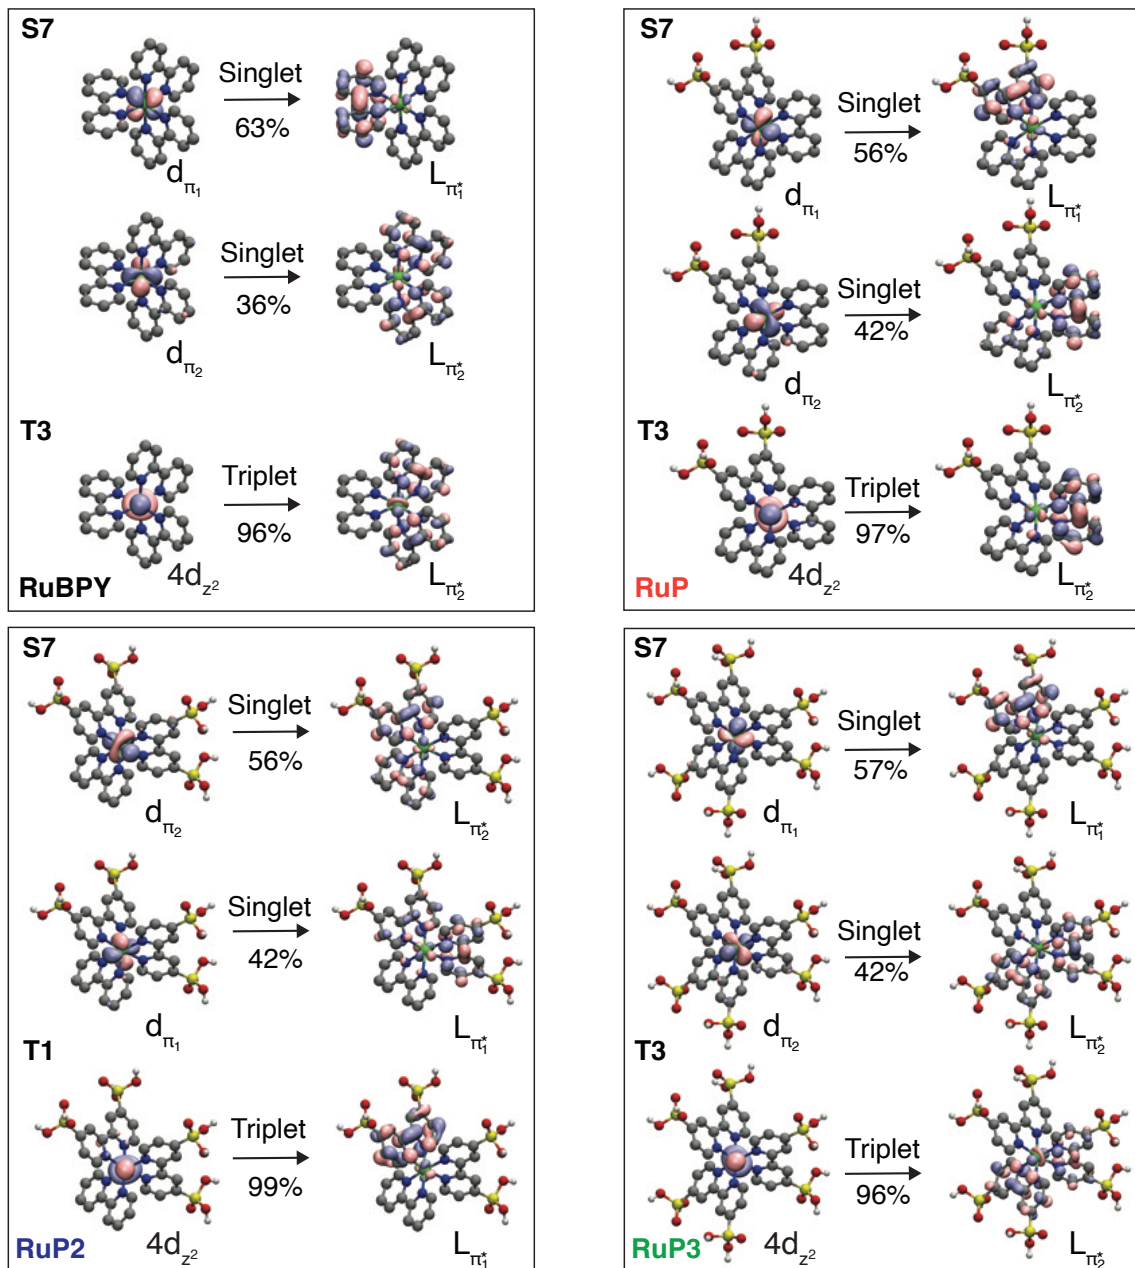 S7
Singlet
63%
dπ1
Lπ1*
Singlet
36%
dπ2
Lπ2*
T3
Triplet
96%
RuBPY
4dz²
Lπ2*
S7
Singlet
56%
dπ1
Lπ1*
Singlet
42%
dπ2
Lπ2*
T3
Triplet
97%
RuP
4dz²
Lπ2*
S7
Singlet
56%
dπ2
Lπ2*
Singlet
42%
dπ1
Lπ1*
T1
Triplet
99%
RuP2
4dz²
Lπ1*
S7
Singlet
57%
dπ1
Lπ1*
Singlet
42%
dπ2
Lπ2*
T3
Triplet
96%
RuP3
4dz²
Lπ2*